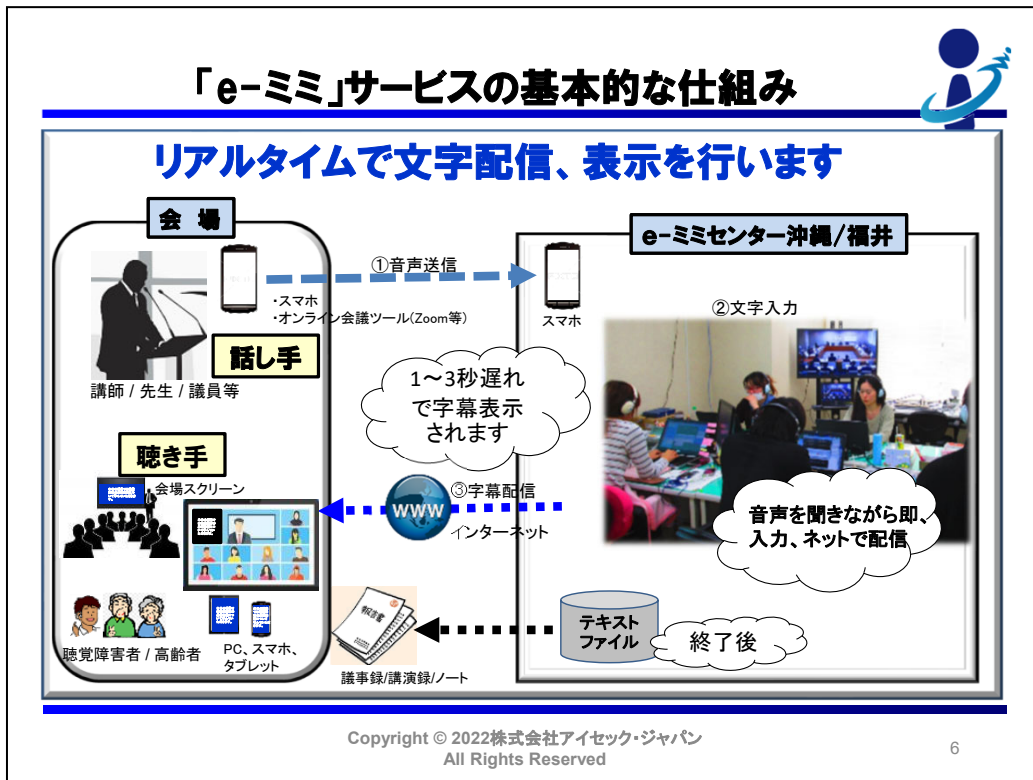 「e-ミミ」サービスの基本的な仕組み
リアルタイムで文字配信、表示を行います
会 場
e-ミミセンター沖縄/福井
①音声送信
・スマホ
・オンライン会議ツール(Zoom等)
スマホ
②文字入力
話し手
講師 / 先生 / 議員等
1～3秒遅れ
で字幕表示
されます
聴き手
会場スクリーン
③字幕配信
WWW
インターネット
音声を聞きながら即、
入力、ネットで配信
報告書
テキスト
ファイル
終了後
聴覚障害者 / 高齢者
PC、スマホ、
タブレット
議事録/講演録/ノート
Copyright © 2022株式会社アイセック・ジャパン
All Rights Reserved
6